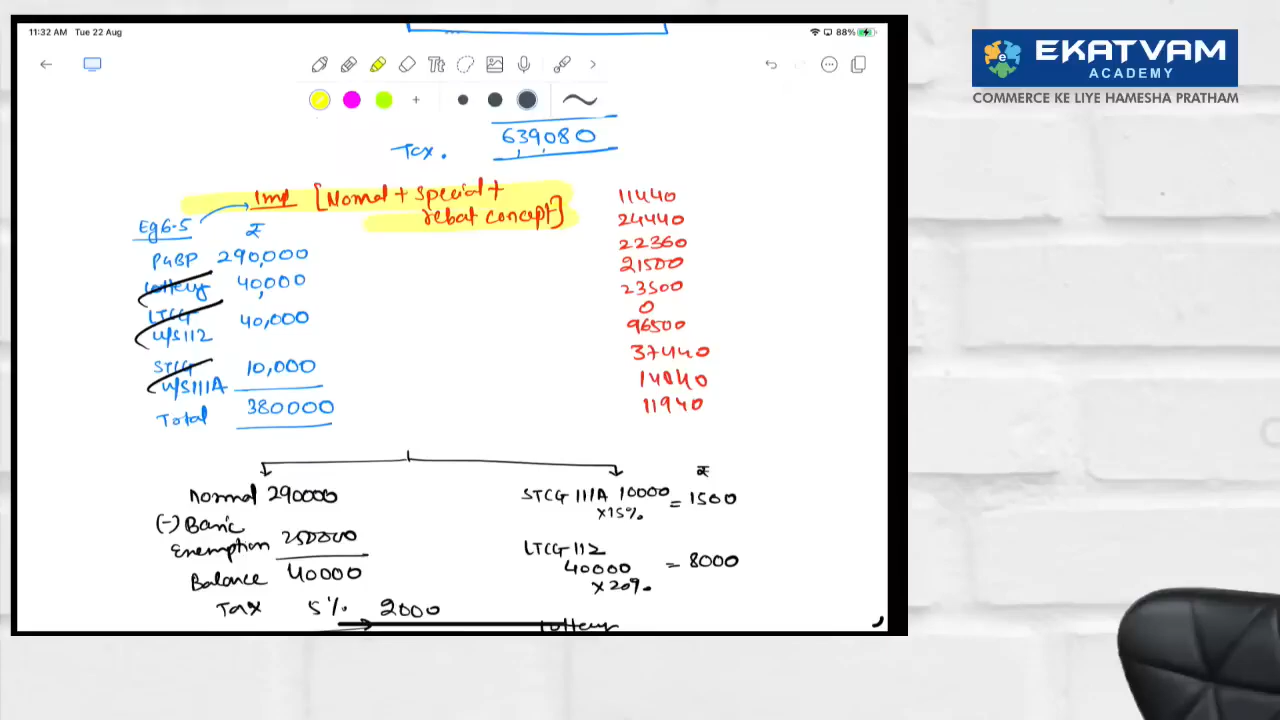 11:32 AM Tue 22 Aug
88%
EKATVAM
ACADEMY
COMMERCE KE LIYE HAMESHA PRATHAM
639080
Tax.
Imp [Normal + special +
rebat concept]
Eg 6-5
₹
PGBP 290,000
Lottery 40,000
LTCG 40,000
u/s 112
STCG 10,000
u/s 111A
Total 380000
11440
24440
22360
21500
23500
0
96500
37440
14040
11940
Normal 290000
(-) Basic
Exemption 250000
Balance 40000
Tax 5% 2000
₹
STCG 111A 10000 = 1500
x15%
LTCG 112
40000 = 8000
x20%
Lottery